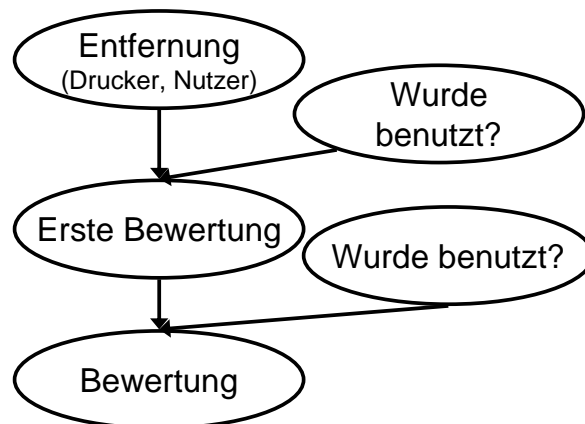 Entfernung
(Drucker, Nutzer)
Wurde
benutzt?
Erste Bewertung
Wurde benutzt?
Bewertung